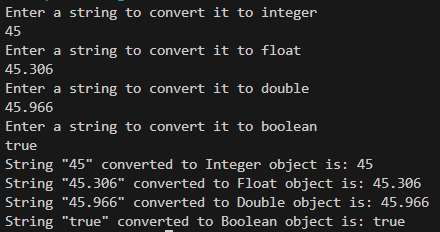 Enter a string to convert it to integer
45
Enter a string to convert it to float
45.306
Enter a string to convert it to double
45.966
Enter a string to convert it to boolean
true
String "45" converted to Integer object is: 45
String "45.306" converted to Float object is: 45.306
String "45.966" converted to Double object is: 45.966
String "true" converted to Boolean object is: true